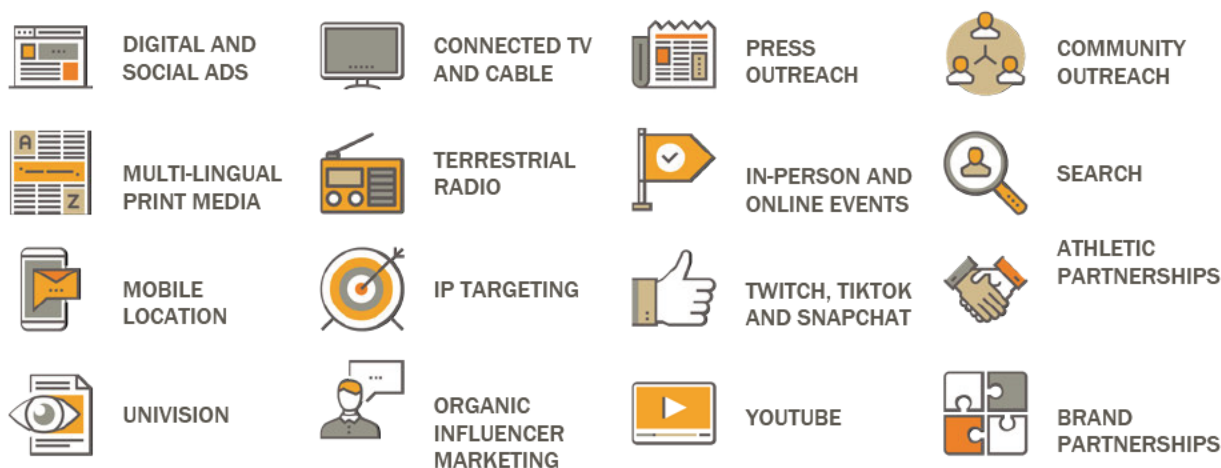 DIGITAL AND
SOCIAL ADS
CONNECTED TV
AND CABLE
PRESS
OUTREACH
COMMUNITY
OUTREACH
A
Z
MULTI-LINGUAL
PRINT MEDIA
TERRESTRIAL
RADIO
IN-PERSON AND
ONLINE EVENTS
SEARCH
MOBILE
LOCATION
IP TARGETING
TWITCH, TIKTOK
AND SNAPCHAT
ATHLETIC
PARTNERSHIPS
UNIVISION
ORGANIC
INFLUENCER
MARKETING
YOUTUBE
BRAND
PARTNERSHIPS